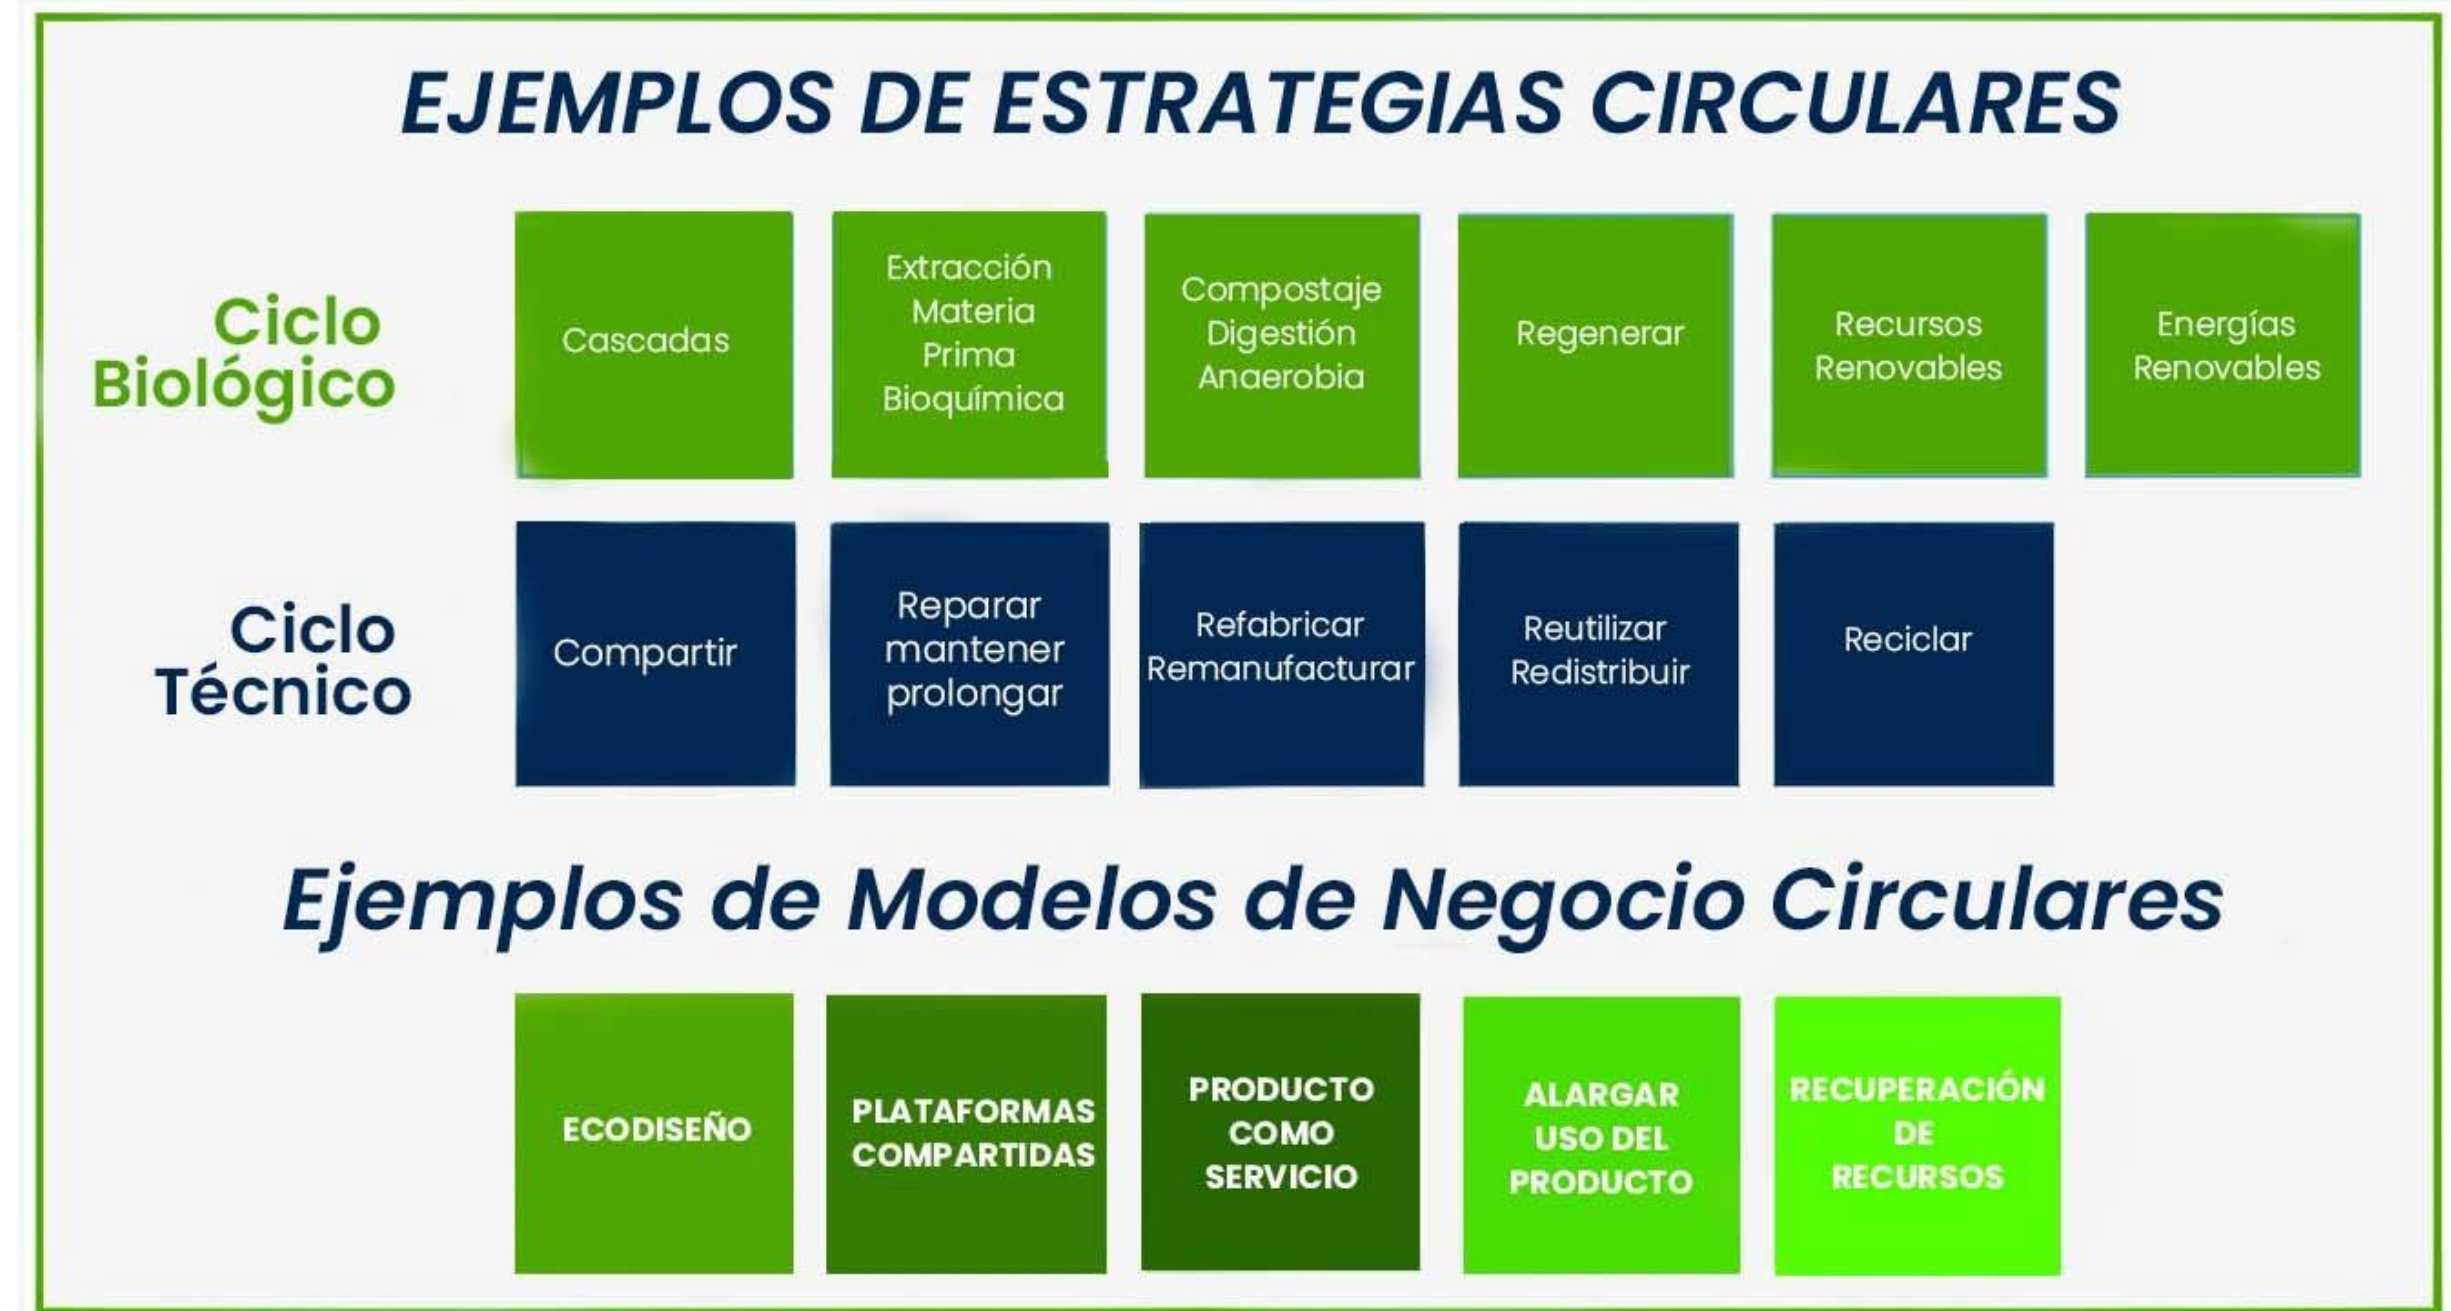 EJEMPLOS DE ESTRATEGIAS CIRCULARES
Ciclo
Biológico
Cascadas
Extracción
Materia
Prima
Bioquímica
Compostaje
Digestión
Anaerobia
Regenerar
Recursos
Renovables
Energías
Renovables
Ciclo
Técnico
Compartir
Reparar
mantener
prolongar
Refabricar
Remanufacturar
Reutilizar
Redistribuir
Reciclar
Ejemplos de Modelos de Negocio Circulares
ECODISEÑO
PLATAFORMAS
COMPARTIDAS
PRODUCTO
COMO
SERVICIO
ALARGAR
USO DEL
PRODUCTO
RECUPERACIÓN
DE
RECURSOS